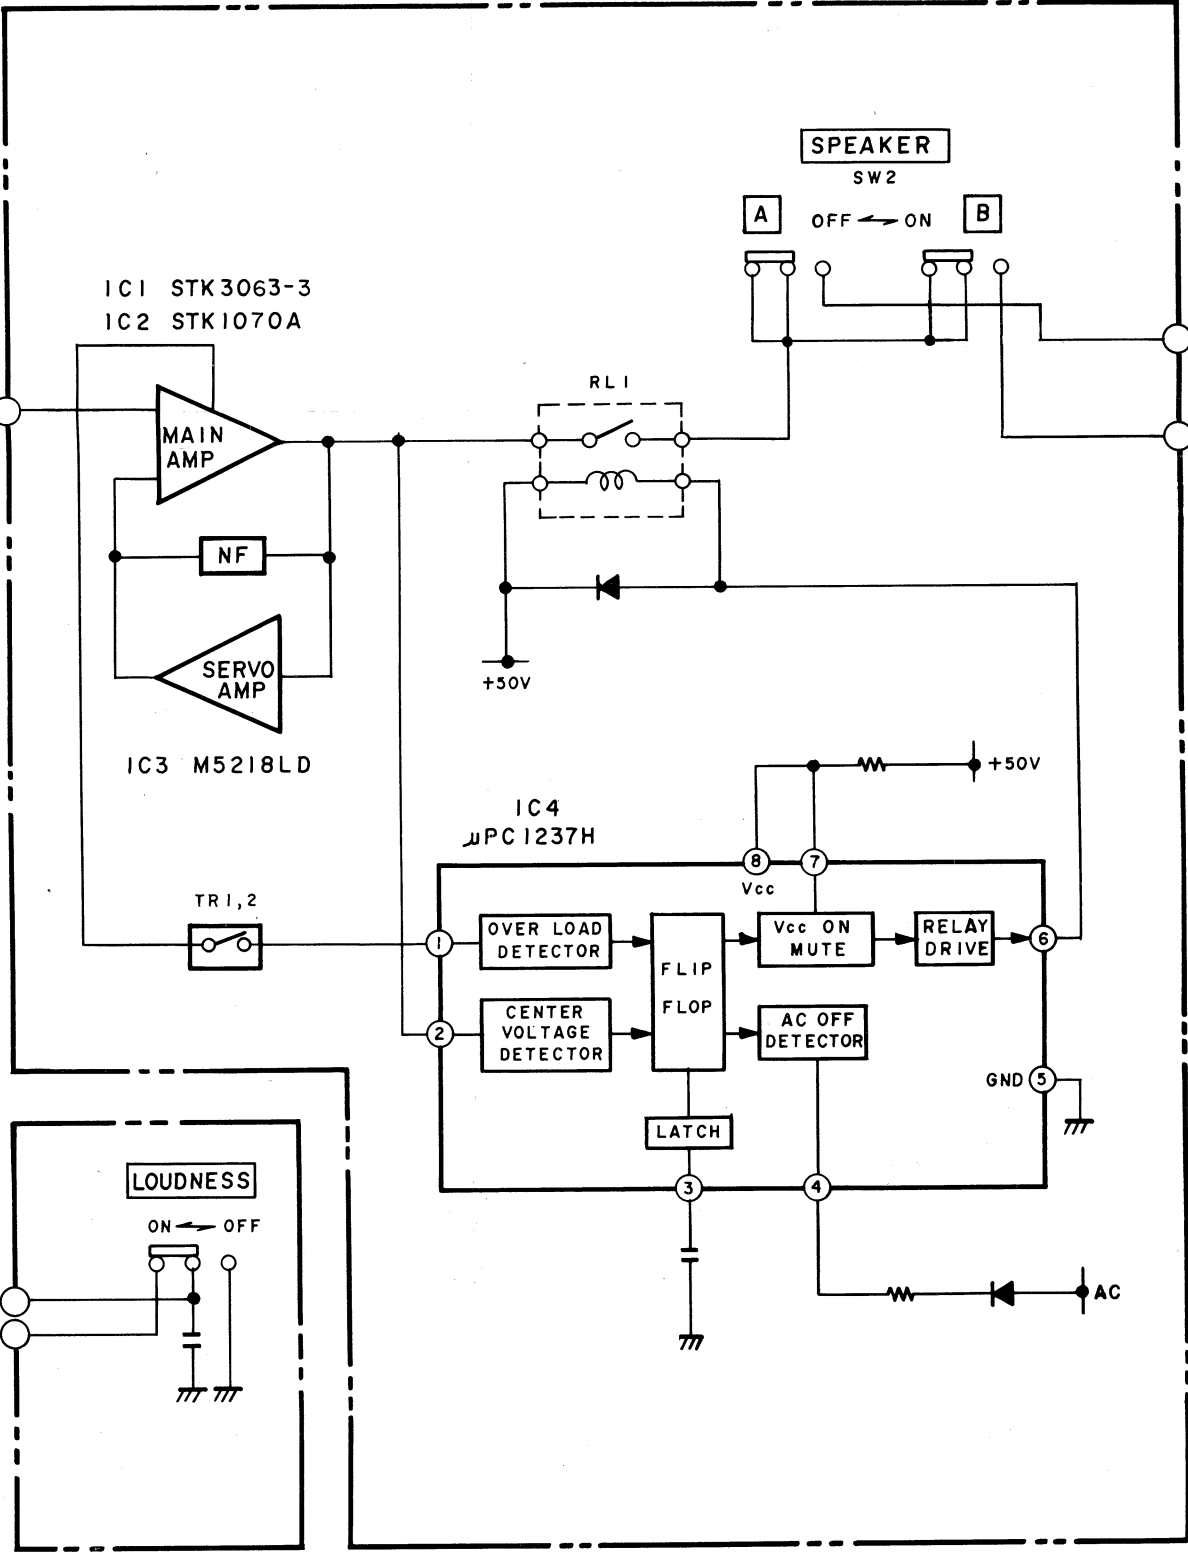 SPEAKER
SW2
A
OFF ON
B
IC1 STK3063-3
IC2 STK1070A
RL1
MAIN
AMP
NF
SERVO
AMP
+50V
IC3 M5218LD
+50V
IC4
μPC1237H
8
7
Vcc
TR1,2
1
OVER LOAD
DETECTOR
FLIP
FLOP
Vcc ON
MUTE
RELAY
DRIVE
6
2
CENTER
VOLTAGE
DETECTOR
AC OFF
DETECTOR
GND
5
LATCH
3
4
LOUDNESS
ON OFF
AC